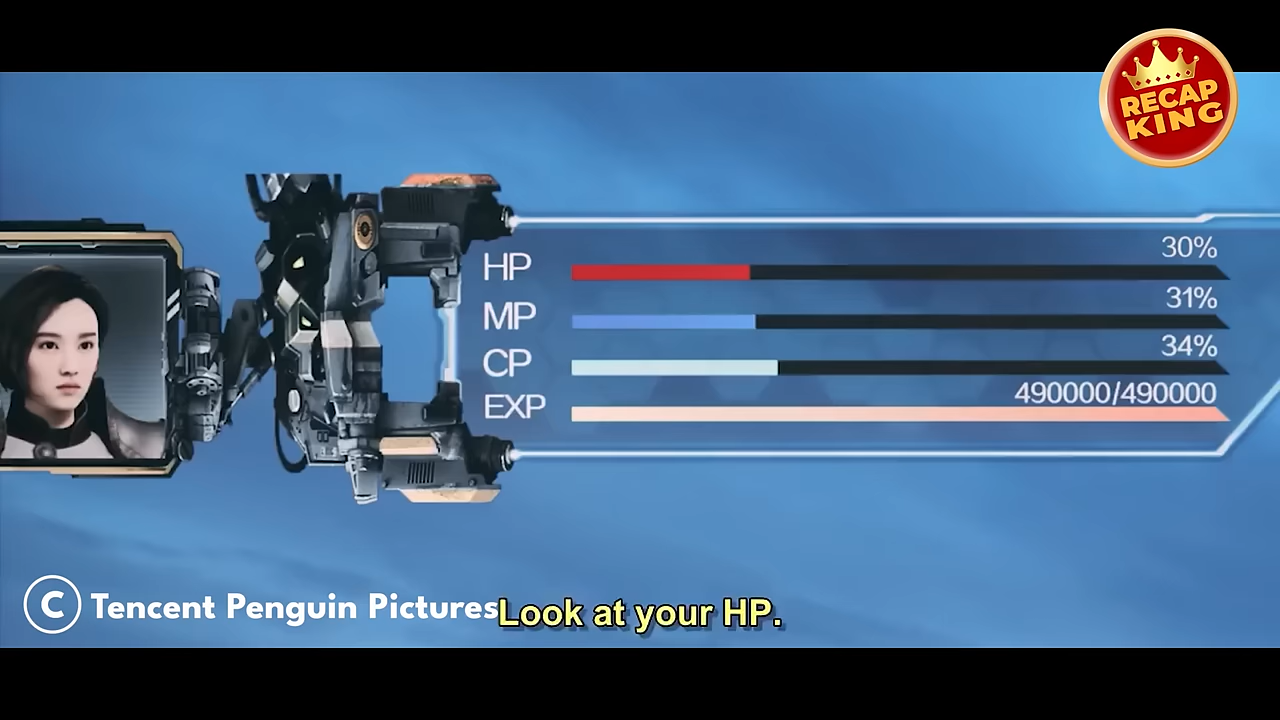 RECAP
KING
HP
30%
MP
31%
CP
34%
EXP
490000/490000
C Tencent Penguin Pictures
Look at your HP.